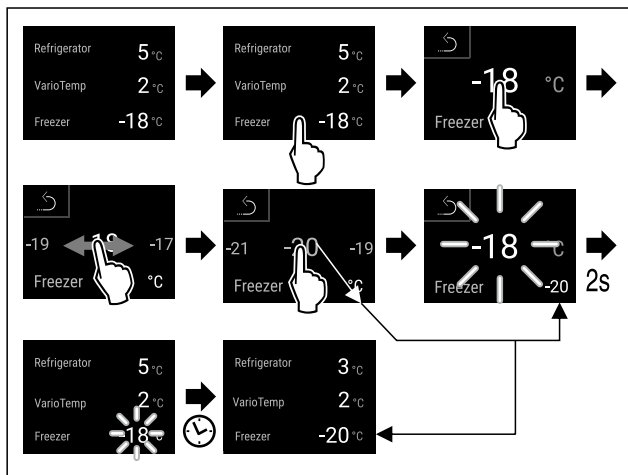 Refrigerator 5 °C
VarioTemp 2 °C
Freezer -18 °C
Refrigerator 5 °C
VarioTemp 2 °C
Freezer -18 °C
-18 °C
Freezer
-19 -18 -17
Freezer °C
-21 -20 -19
Freezer °C
-18 °C
Freezer -20
2s
Refrigerator 5 °C
VarioTemp 2 °C
Freezer -18 °C
Refrigerator 3 °C
VarioTemp 2 °C
Freezer -20 °C